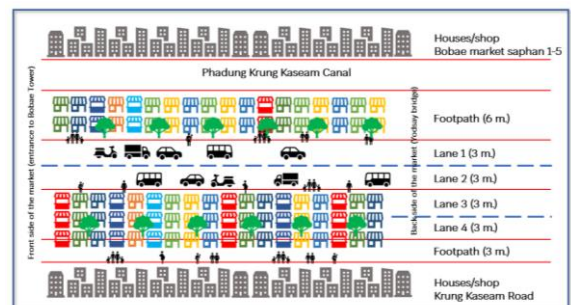 Houses/shop
Bobae market saphan 1-5
Phadung Krung Kaseam Canal
Front side of the market (entrance to Bobae Tower)
Back side of the market (Yodsay bridge)
Footpath (6 m.)
Lane 1 (3 m.)
Lane 2 (3 m.)
Lane 3 (3 m.)
Lane 4 (3 m.)
Footpath (3 m.)
Houses/shop
Krung Kaseam Road